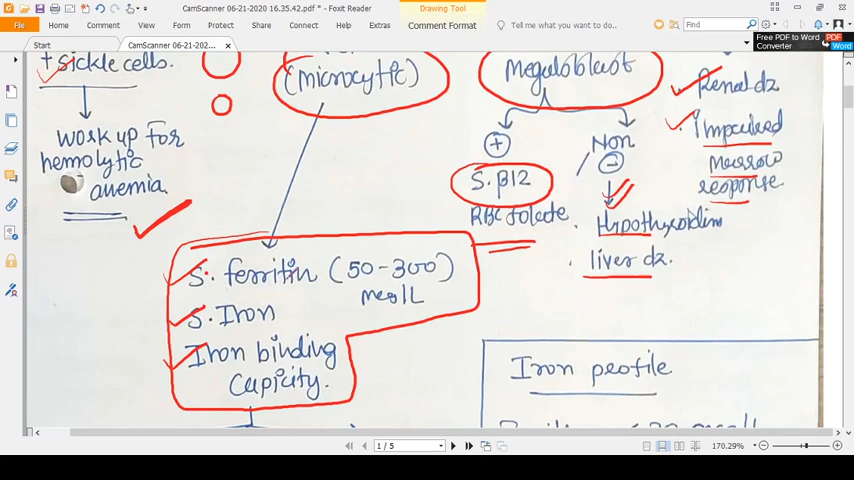 CamScanner 06-21-2020 16.35.42.pdf - Foxit Reader
Drawing Tool
File
Home
Comment
View
Form
Protect
Share
Connect
Help
Extras
Comment Format
Tell me what you want to do...
Find
Start
CamScanner 06-21-202...
Free PDF to Word
Converter
PDF
Word
+ sickle cells.
work up for
hemolytic
anemia
(microcytic)
Megaloblast
+
S. B12
RBC folate
Non
Hypothyroidim
liver dz.
Renal dz
Impaired
Marrow
response
S. ferritin (50-300)
S. Iron
Iron binding
Capicity.
Iron profile
1 / 5
170.29%